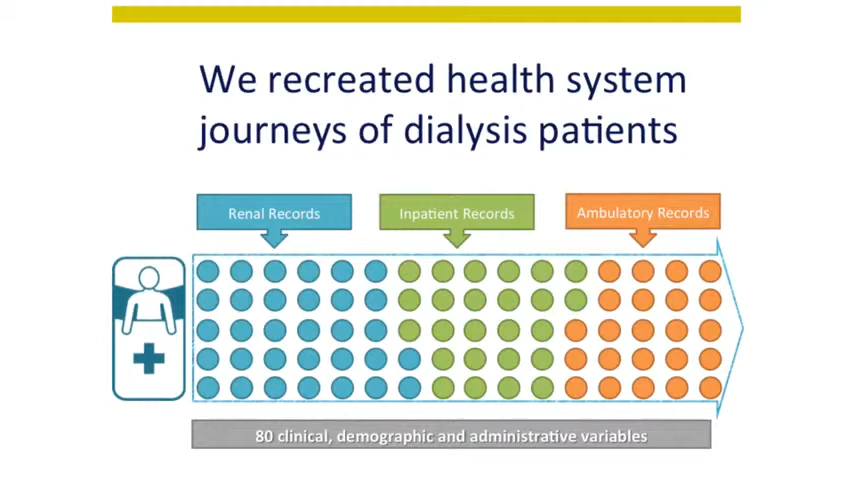 We recreated health system
journeys of dialysis patients
Renal Records
Inpatient Records
Ambulatory Records
80 clinical, demographic and administrative variables